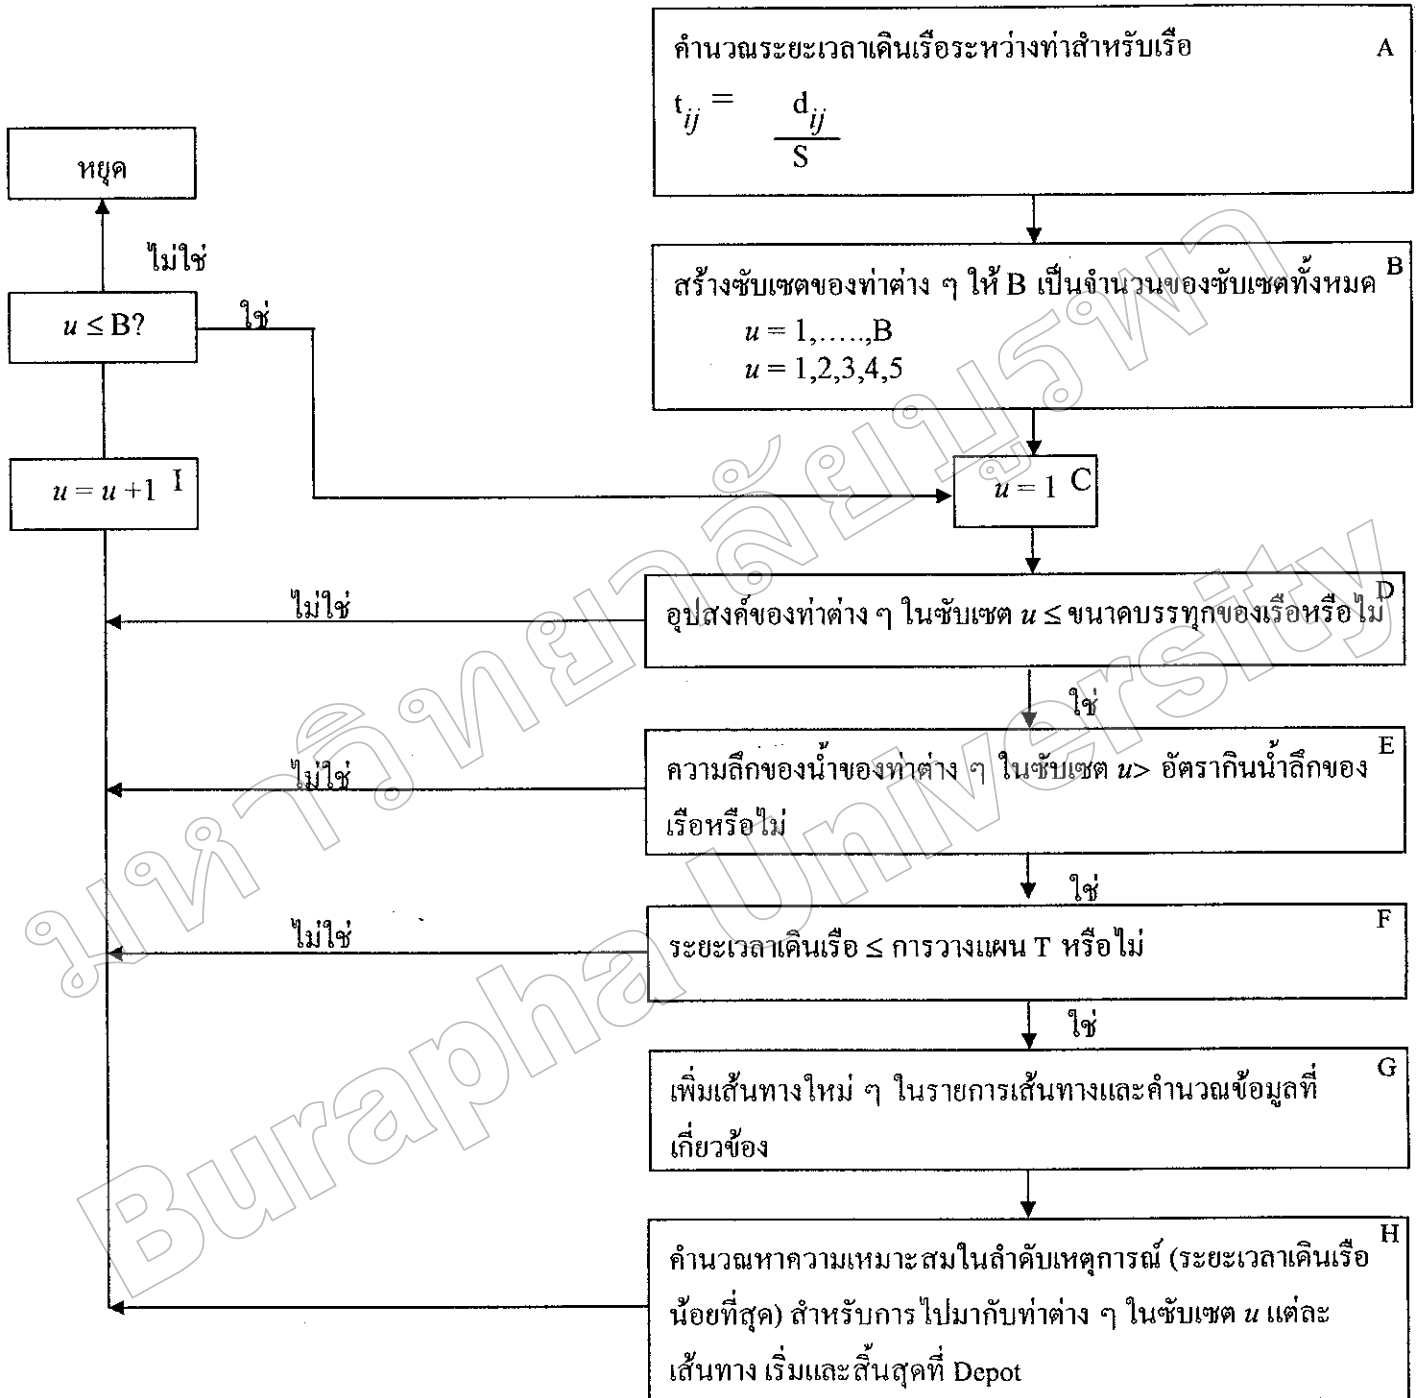 คำนวณระยะเวลาเดินเรือระหว่างท่าสำหรับเรือ A
t_ij = d_ij
S
หยุด
ไม่ใช่
u ≤ B?
ใช่
สร้างซับเซตของท่าต่าง ๆ ให้ B เป็นจำนวนของซับเซตทั้งหมด B
u = 1,.....,B
u = 1,2,3,4,5
u = u +1 I
u = 1 C
ไม่ใช่
อุปสงค์ของท่าต่าง ๆ ในซับเซต u ≤ ขนาดบรรทุกของเรือหรือไม่ D
ใช่
ไม่ใช่
ความลึกของน้ำของท่าต่าง ๆ ในซับเซต u> อัตรากินน้ำลึกของ E
เรือหรือไม่
ใช่
ไม่ใช่
ระยะเวลาเดินเรือ ≤ การวางแผน T หรือไม่ F
ใช่
เพิ่มเส้นทางใหม่ ๆ ในรายการเส้นทางและคำนวณข้อมูลที่ G
เกี่ยวข้อง
คำนวณหาความเหมาะสมในลำดับเหตุการณ์ (ระยะเวลาเดินเรือ H
น้อยที่สุด) สำหรับการไปมากับท่าต่าง ๆ ในซับเซต u แต่ละ
เส้นทาง เริ่มและสิ้นสุดที่ Depot
มหาวิทยาลัยบูรพา
Burapha University